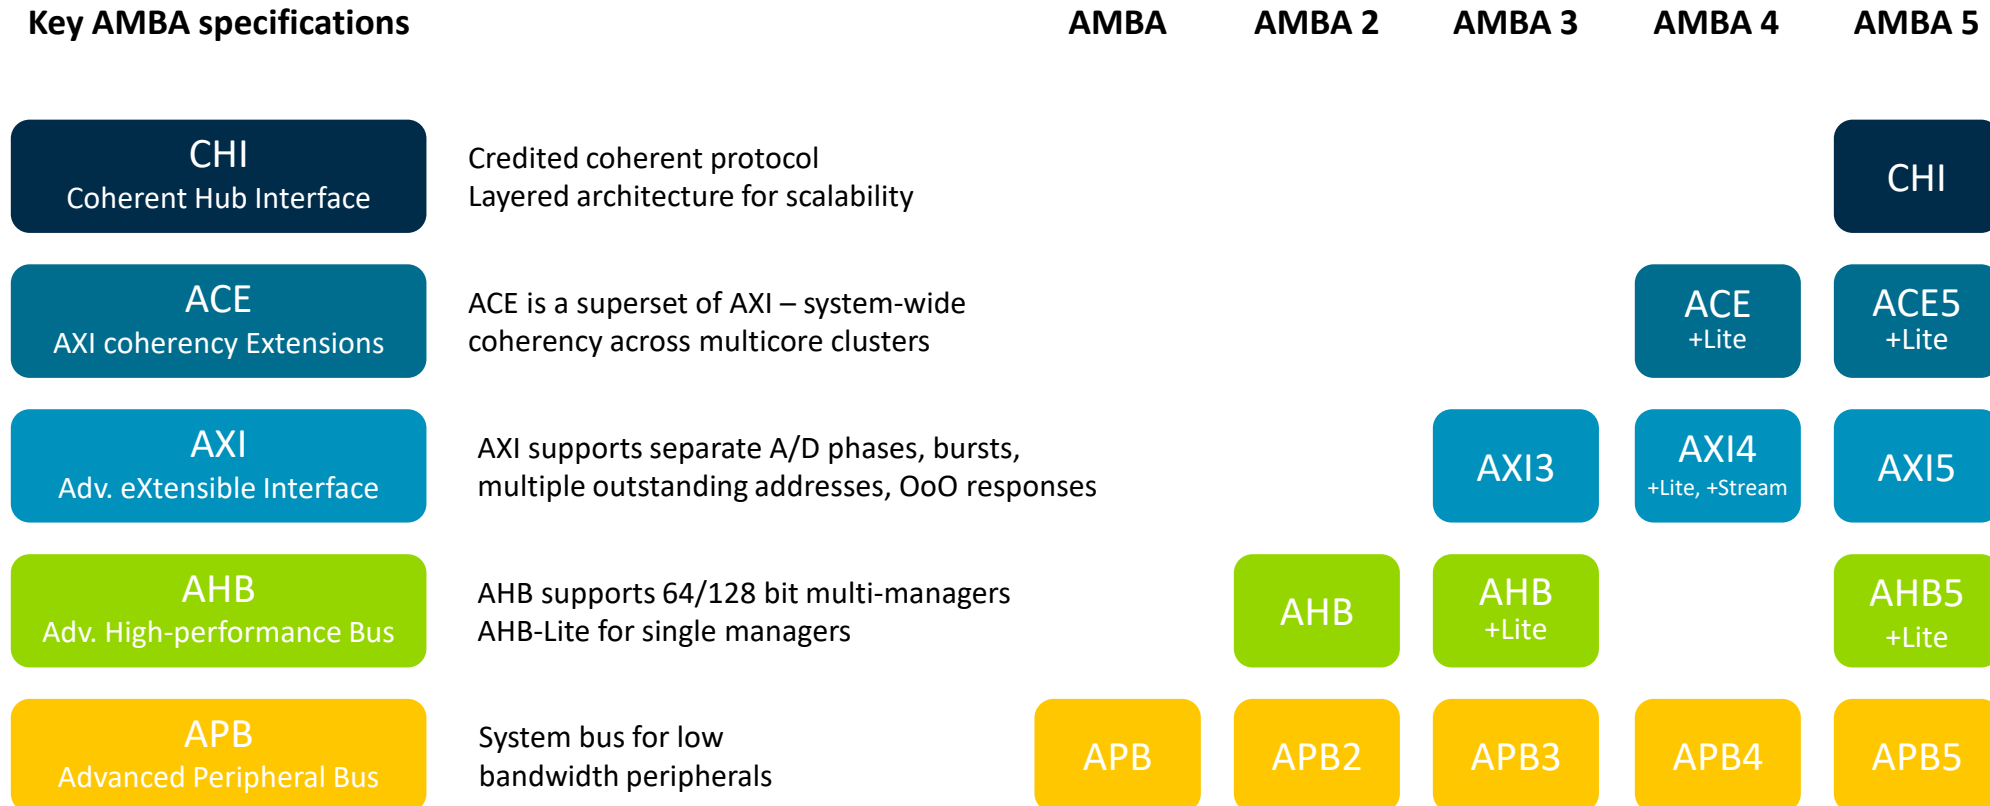 Key AMBA specifications AMBA AMBA 2 AMBA 3 AMBA 4 AMBA 5
CHI
Coherent Hub Interface
Credited coherent protocol
Layered architecture for scalability
CHI
ACE
AXI coherency Extensions
ACE is a superset of AXI – system-wide
coherency across multicore clusters
ACE
+Lite
ACE5
+Lite
AXI
Adv. eXtensible Interface
AXI supports separate A/D phases, bursts,
multiple outstanding addresses, OoO responses
AXI3
AXI4
+Lite, +Stream
AXI5
AHB
Adv. High-performance Bus
AHB supports 64/128 bit multi-managers
AHB-Lite for single managers
AHB
AHB
+Lite
AHB5
+Lite
APB
Advanced Peripheral Bus
System bus for low
bandwidth peripherals
APB
APB2
APB3
APB4
APB5